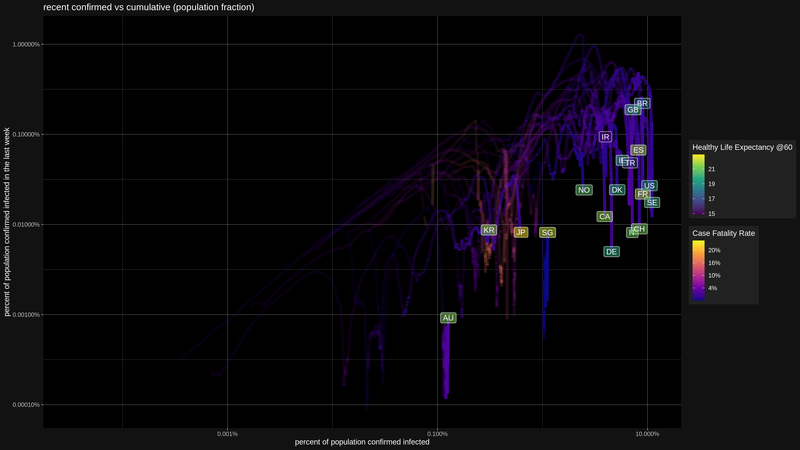 recent confirmed vs cumulative (population fraction)
percent of population confirmed infected in the last week
1.00000%
0.10000%
0.01000%
0.00100%
0.00010%
BR
GB
IR
ES
TR
NO
DK
US
FR
SE
CA
KR
JP
SG
CH
DE
AU
0.001%
0.100%
10.000%
percent of population confirmed infected
Healthy Life Expectancy @60
21
19
17
15
Case Fatality Rate
20%
16%
10%
4%